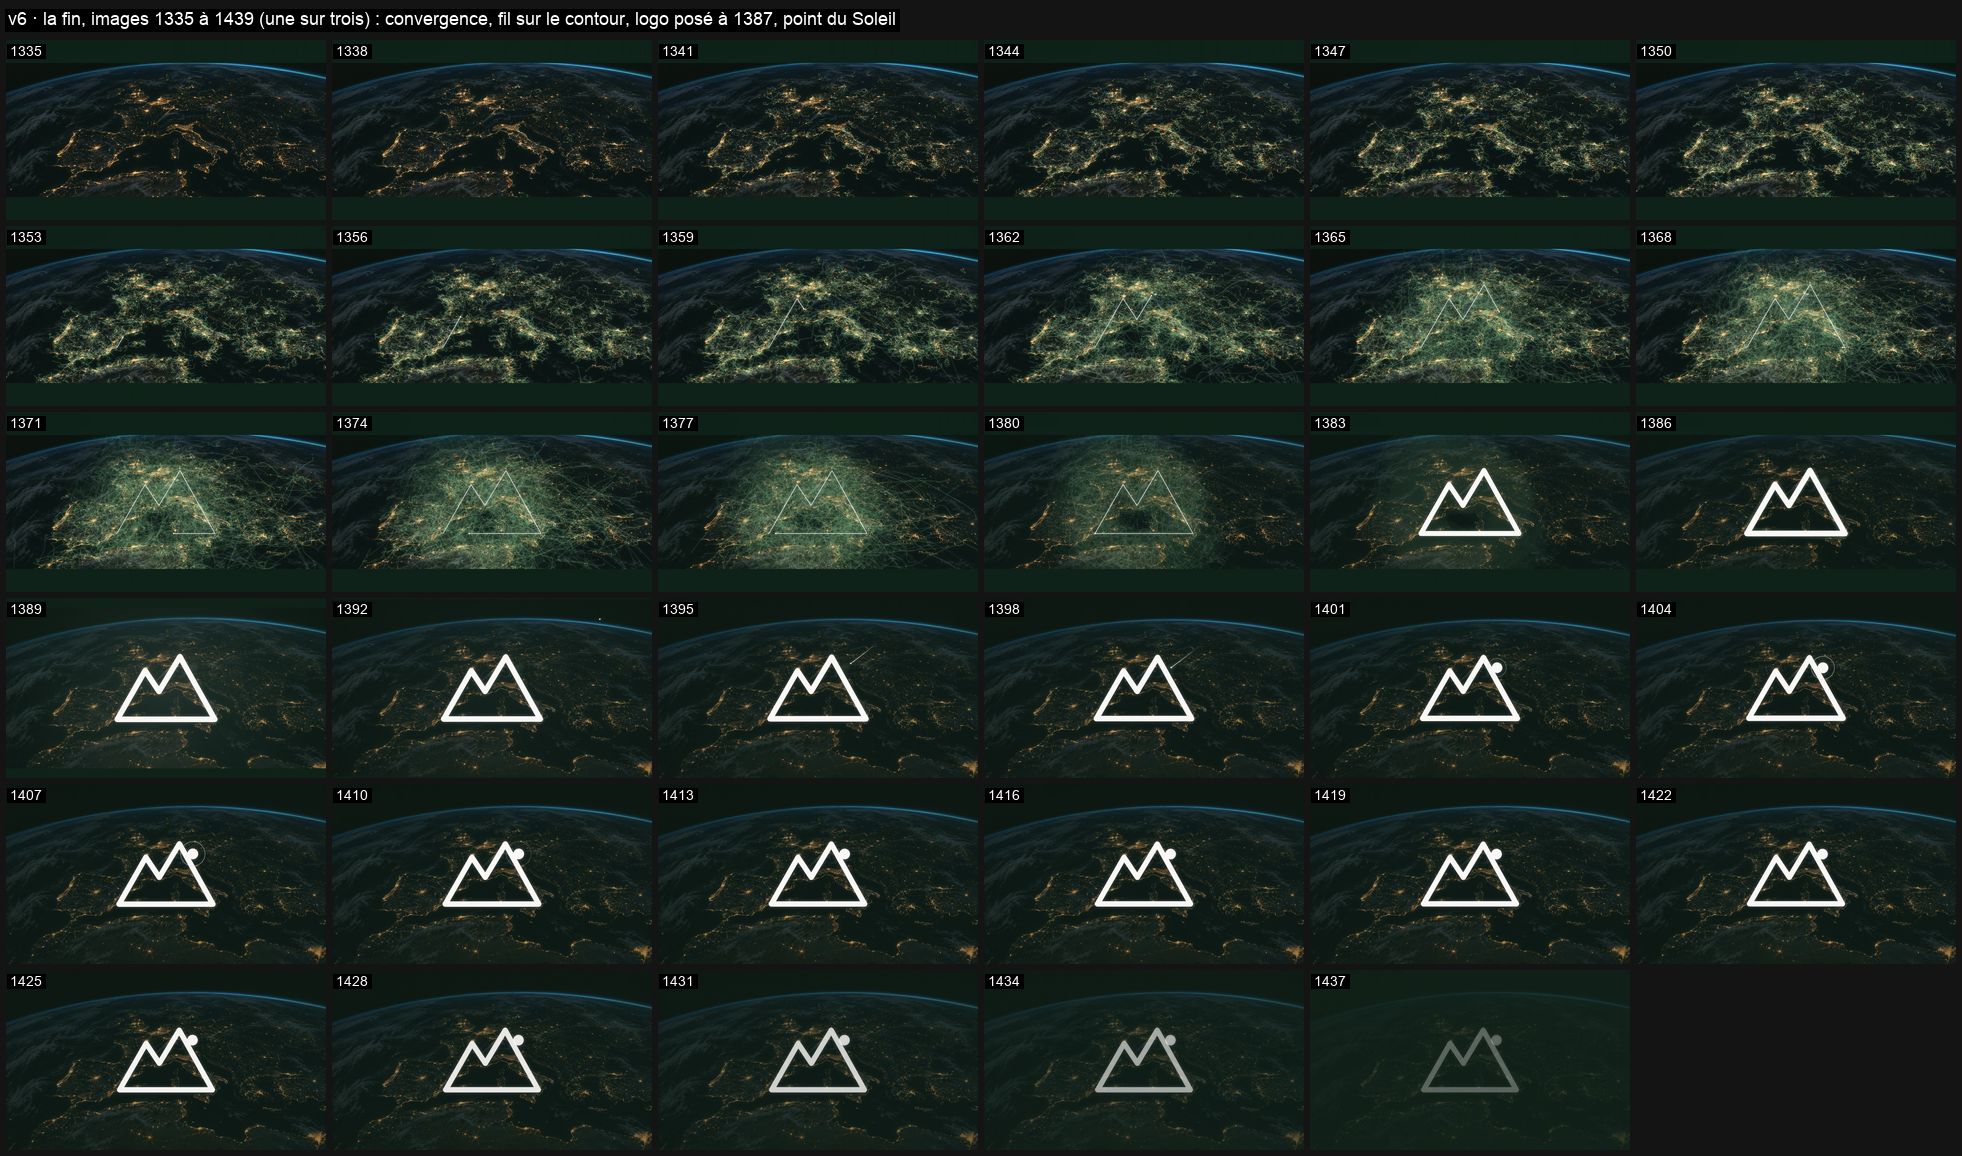 v6 · la fin, images 1335 à 1439 (une sur trois) : convergence, fil sur le contour, logo posé à 1387, point du Soleil
1335 1338 1341 1344 1347 1350
1353 1356 1359 1362 1365 1368
1371 1374 1377 1380 1383 1386
1389 1392 1395 1398 1401 1404
1407 1410 1413 1416 1419 1422
1425 1428 1431 1434 1437